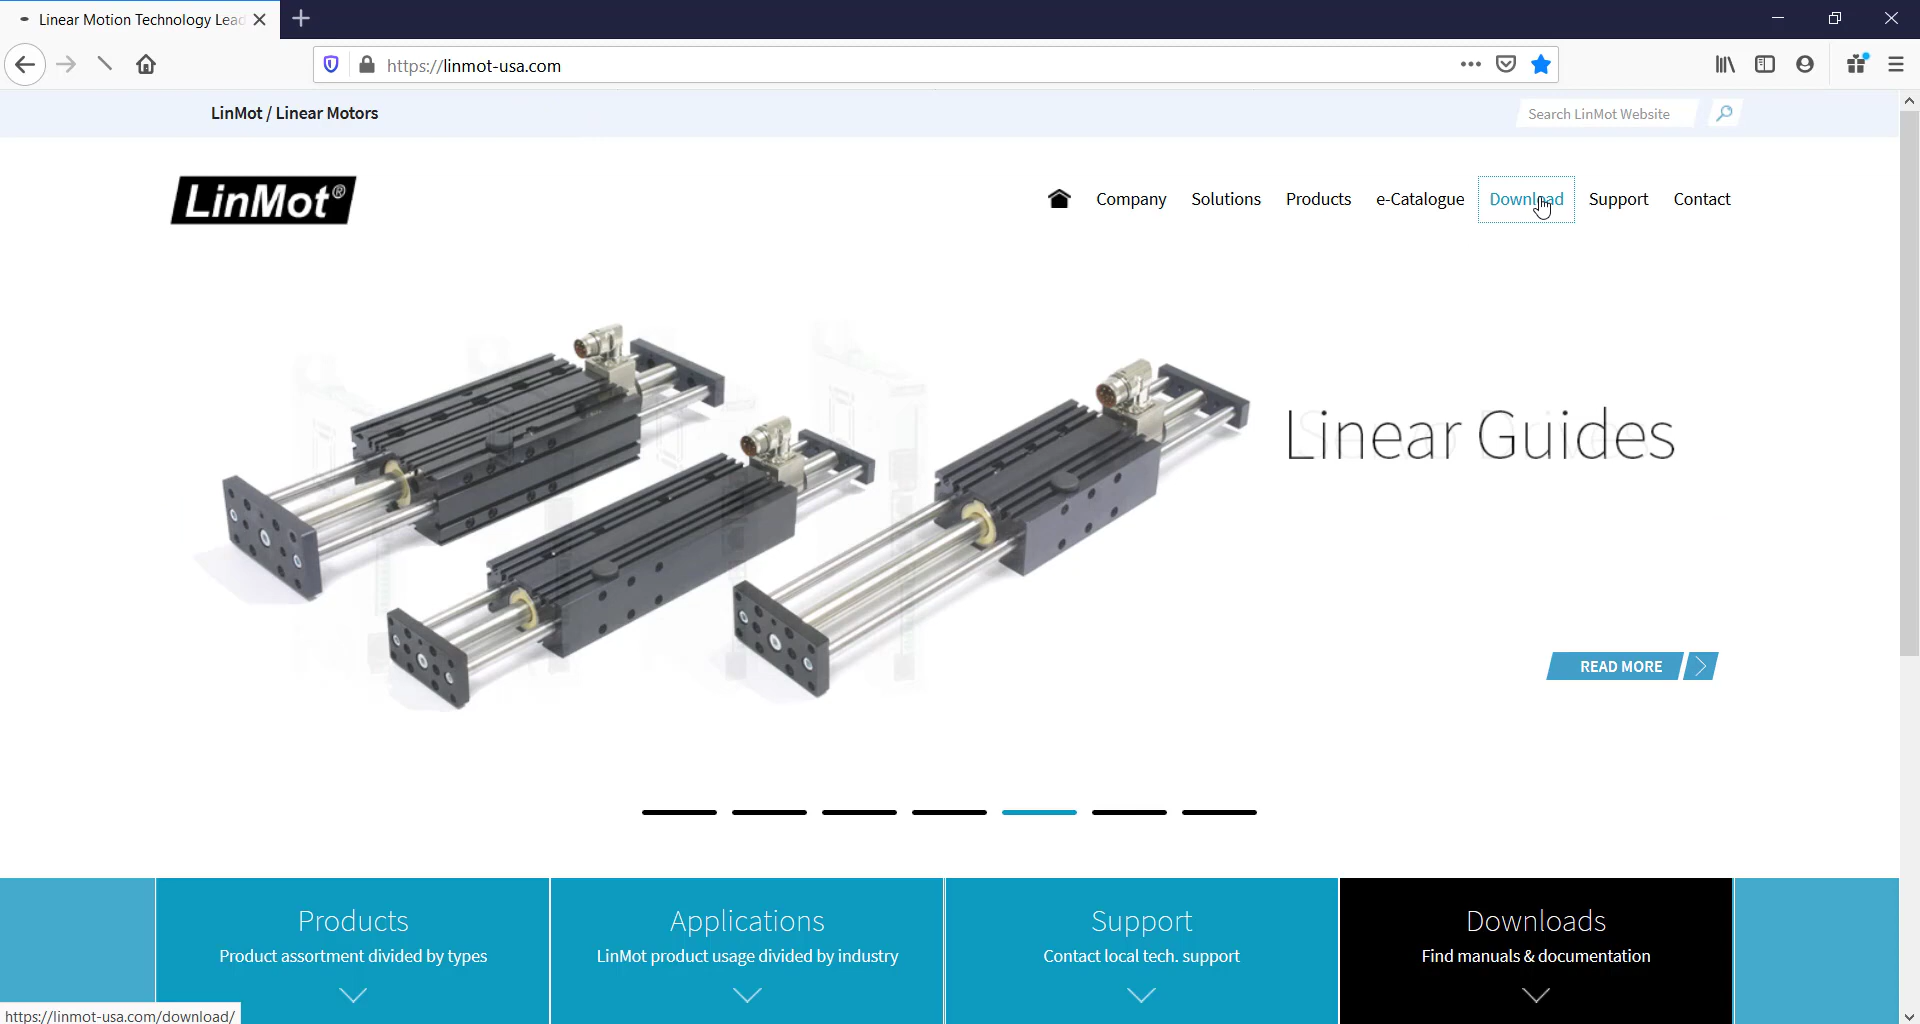 Linear Motion Technology Lead
https://linmot-usa.com
LinMot / Linear Motors
Search LinMot Website
LinMot®
Company Solutions Products e-Catalogue Download Support Contact
Linear Guides
READ MORE
Products
Product assortment divided by types
Applications
LinMot product usage divided by industry
Support
Contact local tech. support
Downloads
Find manuals & documentation
https://linmot-usa.com/download/